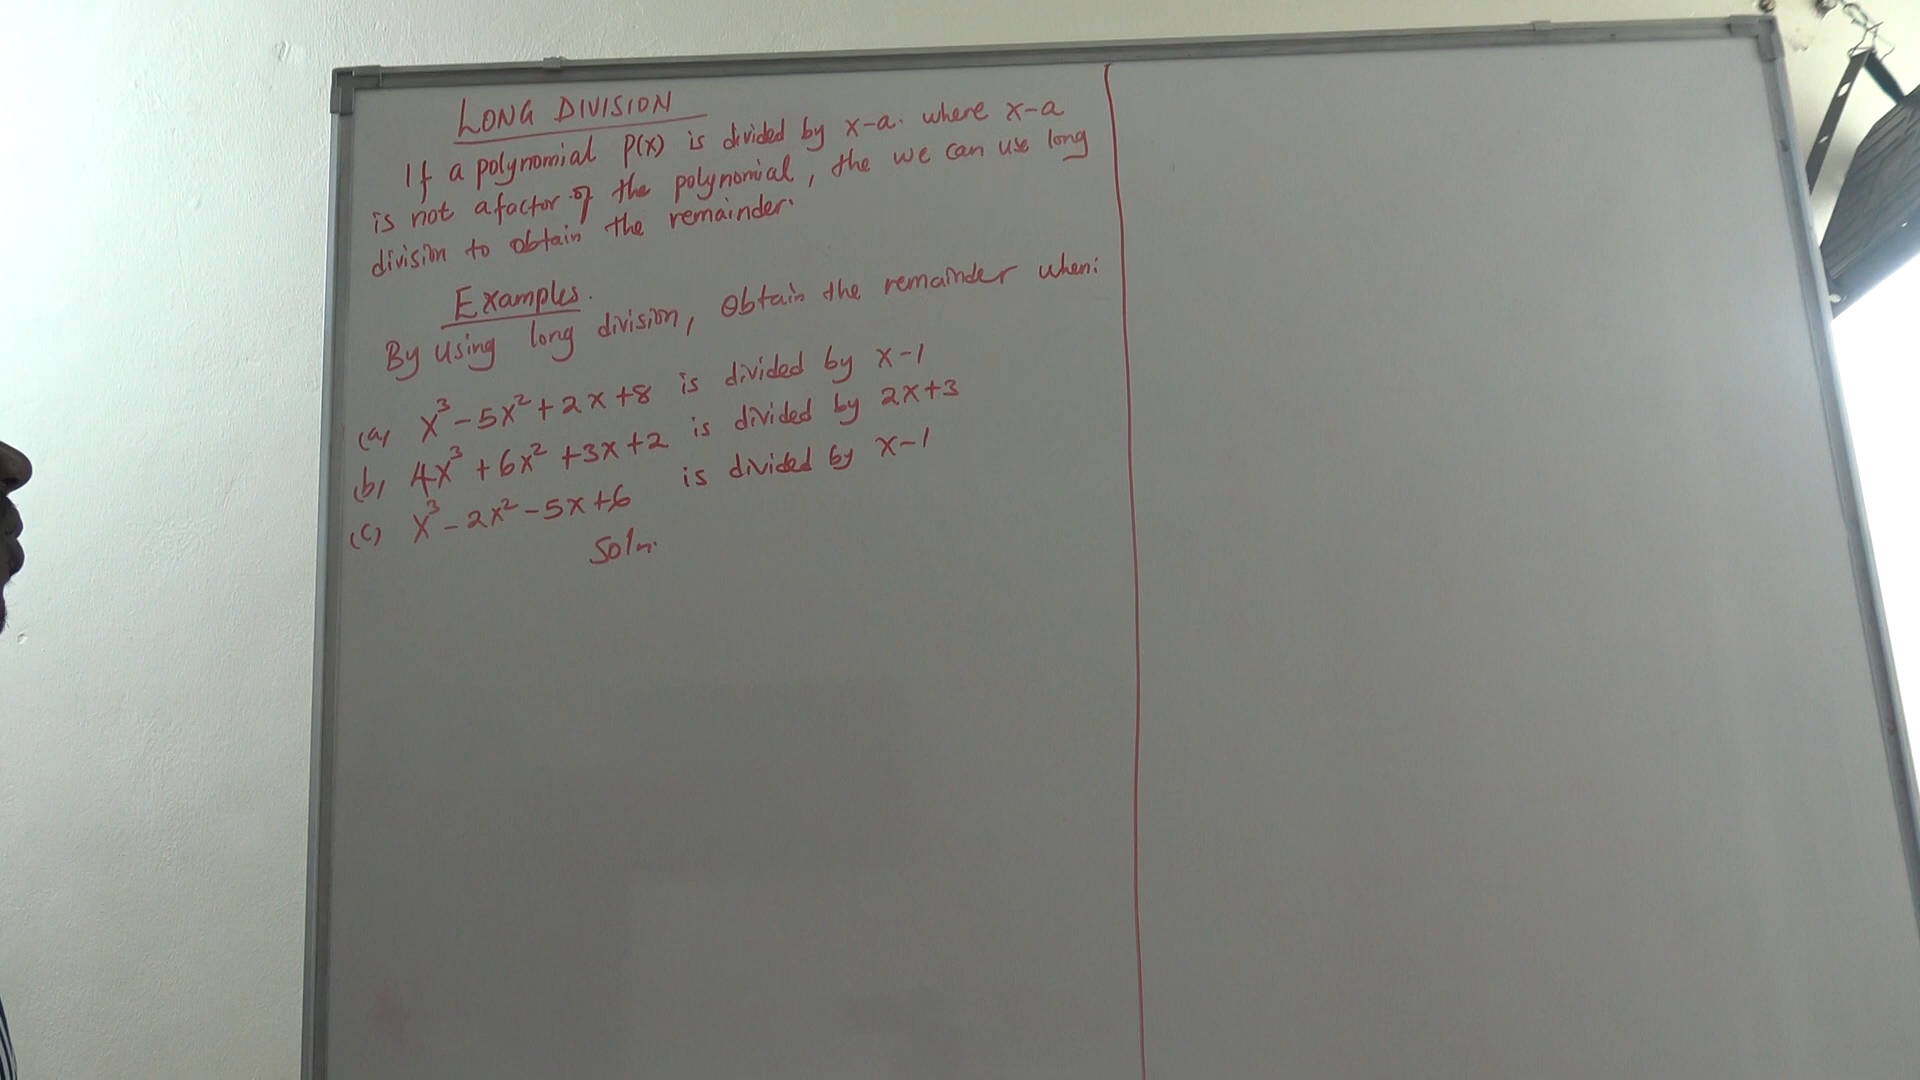 LONG DIVISION
If a polynomial P(x) is divided by x-a. where x-a
is not a factor of the polynomial, the we can use long
division to obtain the remainder.
Examples.
By using long division, obtain the remainder when:
(a) x³-5x²+2x+8 is divided by x-1
(b) 4x³+6x²+3x+2 is divided by 2x+3
(c) x³-2x²-5x+6 is divided by x-1
Soln.